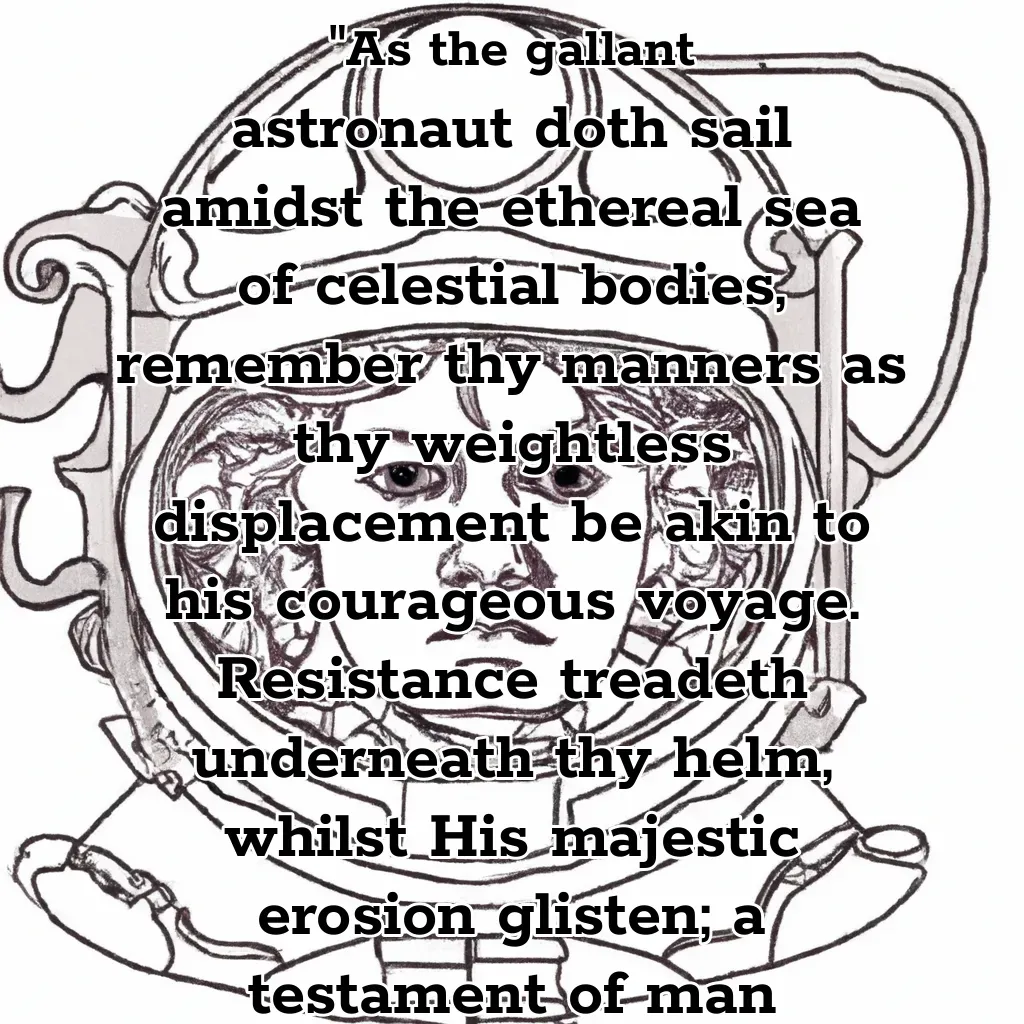 "As the gallant
astronaut doth sail
amidst the ethereal sea
of celestial bodies,
remember thy manners as
thy weightless
displacement be akin to
his courageous voyage.
Resistance treadeth
underneath thy helm,
whilst His majestic
erosion glisten; a
testament of man